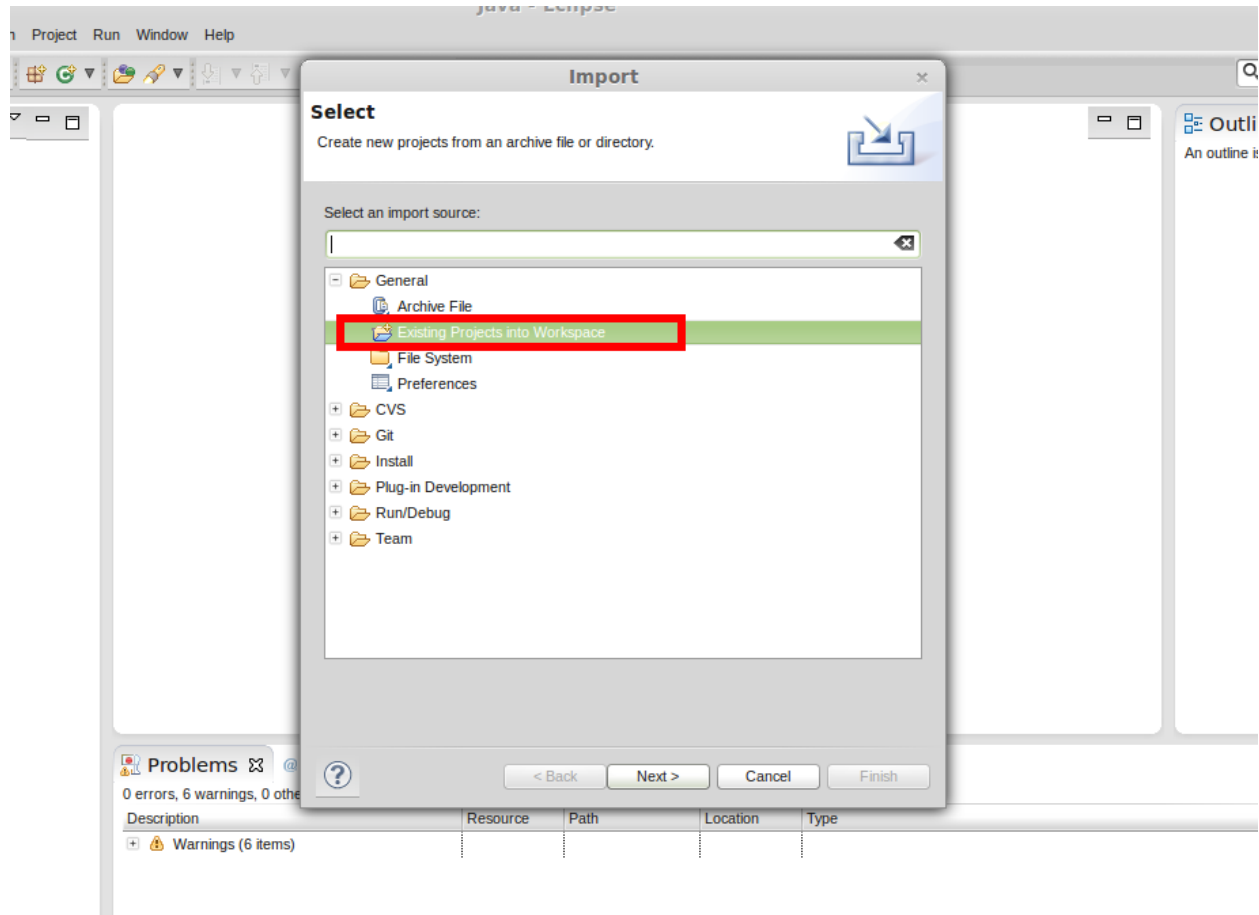 Java - Eclipse
Project Run Window Help
Import
Select
Create new projects from an archive file or directory.
Outli
An outline is
Select an import source:
General
Archive File
Existing Projects into Workspace
File System
Preferences
CVS
Git
Install
Plug-in Development
Run/Debug
Team
Problems
@
0 errors, 6 warnings, 0 othe
< Back Next > Cancel Finish
Description Resource Path Location Type
Warnings (6 items)